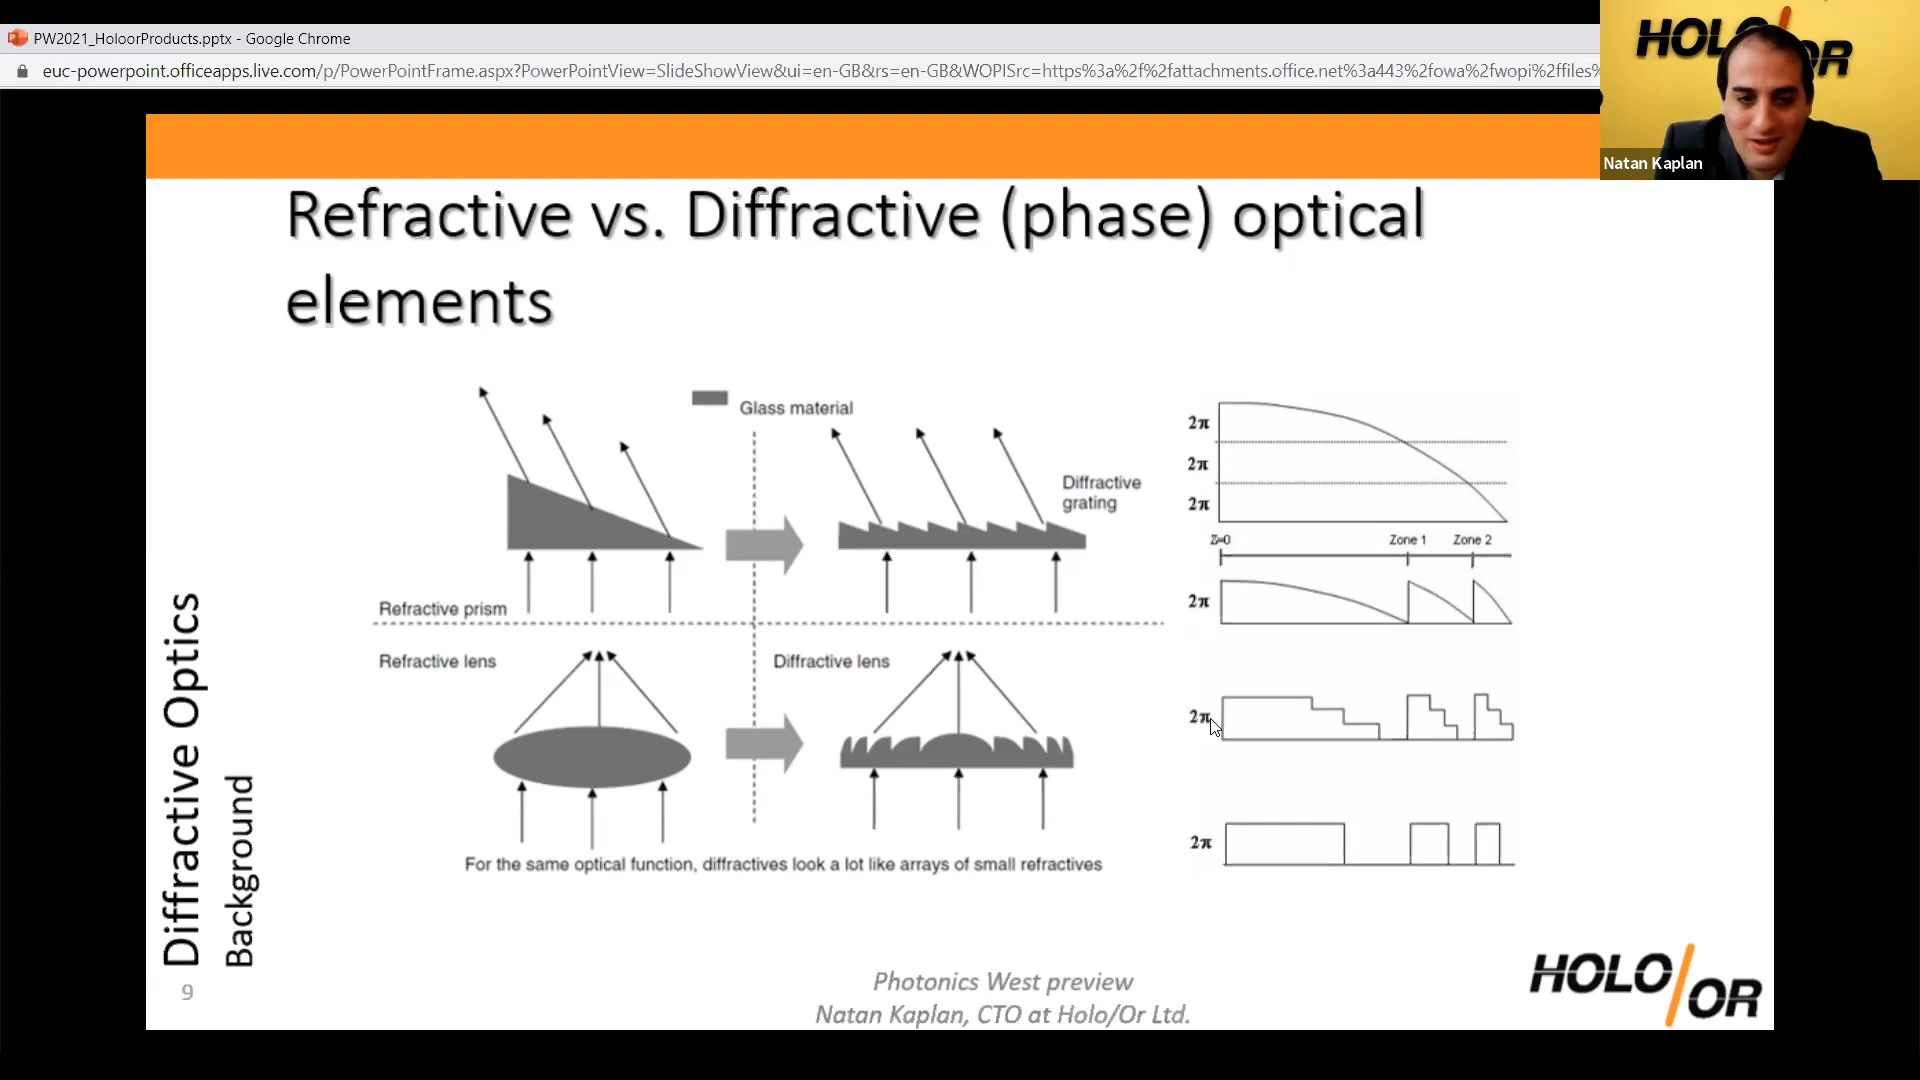 PW2021_HoloorProducts.pptx - Google Chrome
euc-powerpoint.officeapps.live.com/p/PowerPointFrame.aspx?PowerPointView=SlideShowView&ui=en-GB&rs=en-GB&WOPISrc=https%3a%2f%2fattachments.office.net%3a443%2fowa%2fwopi%2ffiles%
HOLO/OR
Natan Kaplan
Refractive vs. Diffractive (phase) optical
elements
Glass material
Diffractive
grating
Refractive prism
Refractive lens
Diffractive lens
For the same optical function, diffractives look a lot like arrays of small refractives
2π
2π
2π
Z=0 Zone 1 Zone 2
2π
2π
2π
Diffractive Optics
Background
9
Photonics West preview
Natan Kaplan, CTO at Holo/Or Ltd.
HOLO/OR